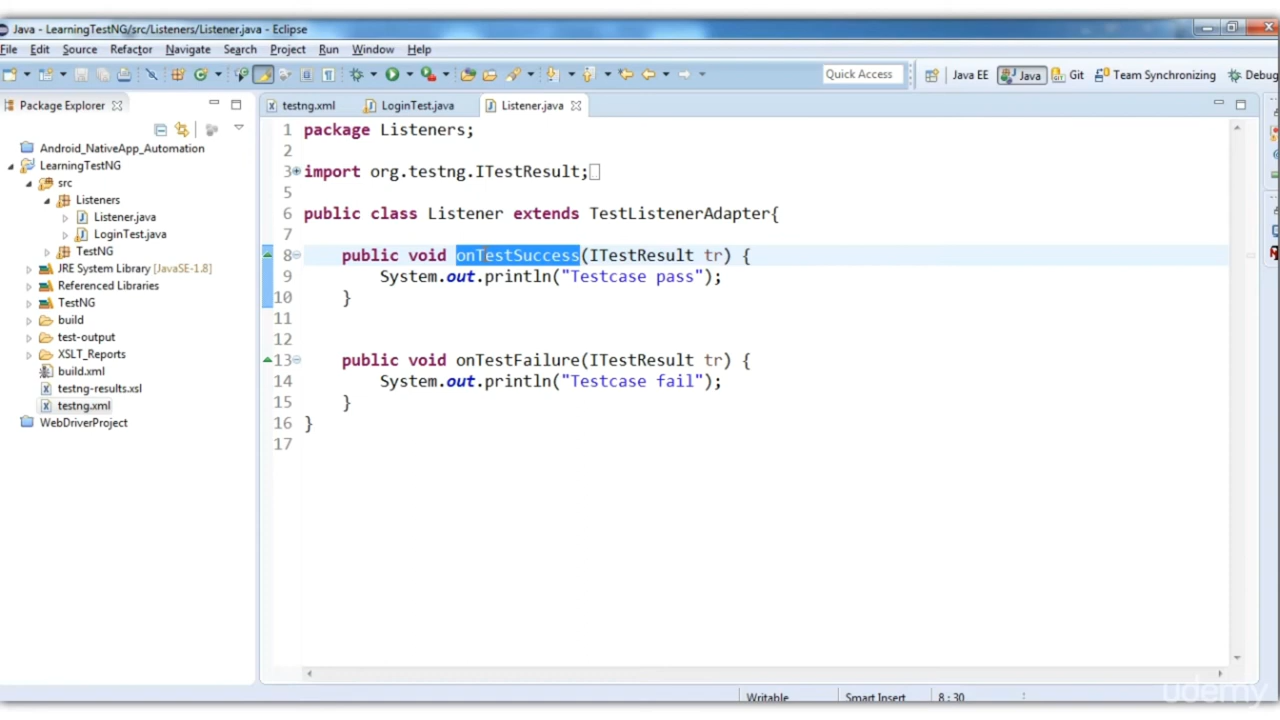 Java - LearningTestNG/src/Listeners/Listener.java - Eclipse
File Edit Source Refactor Navigate Search Project Run Window Help
Quick Access Java EE Java Git Team Synchronizing Debug
Package Explorer
testng.xml LoginTest.java Listener.java
Android_NativeApp_Automation
LearningTestNG
src
Listeners
Listener.java
LoginTest.java
TestNG
JRE System Library [JavaSE-1.8]
Referenced Libraries
TestNG
build
test-output
XSLT_Reports
build.xml
testng-results.xsl
testng.xml
WebDriverProject
1 package Listeners;
2
3 import org.testng.ITestResult;
5
6 public class Listener extends TestListenerAdapter{
7
8 public void onTestSuccess(ITestResult tr) {
9 System.out.println("Testcase pass");
10 }
11
12
13 public void onTestFailure(ITestResult tr) {
14 System.out.println("Testcase fail");
15 }
16 }
17
Writable Smart Insert 8 : 30
udemy